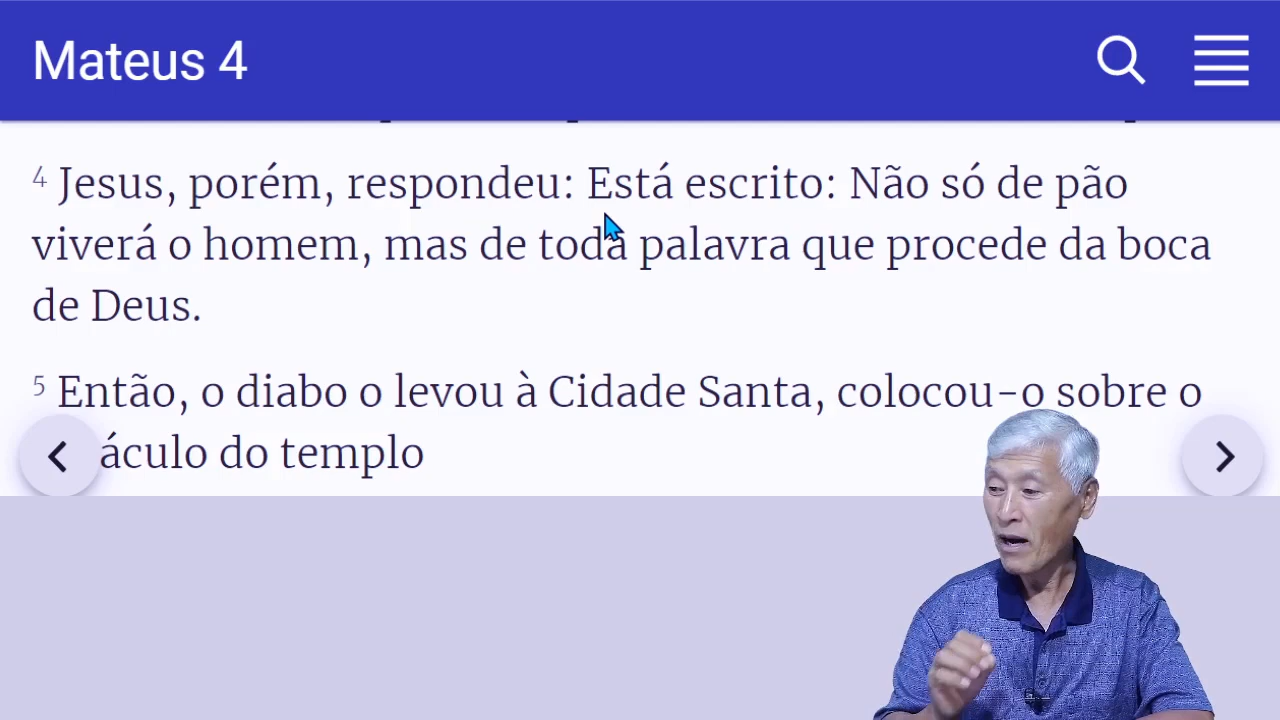 Mateus 4
4 Jesus, porém, respondeu: Está escrito: Não só de pão
viverá o homem, mas de toda palavra que procede da boca
de Deus.
5 Então, o diabo o levou à Cidade Santa, colocou-o sobre o
áculo do templo